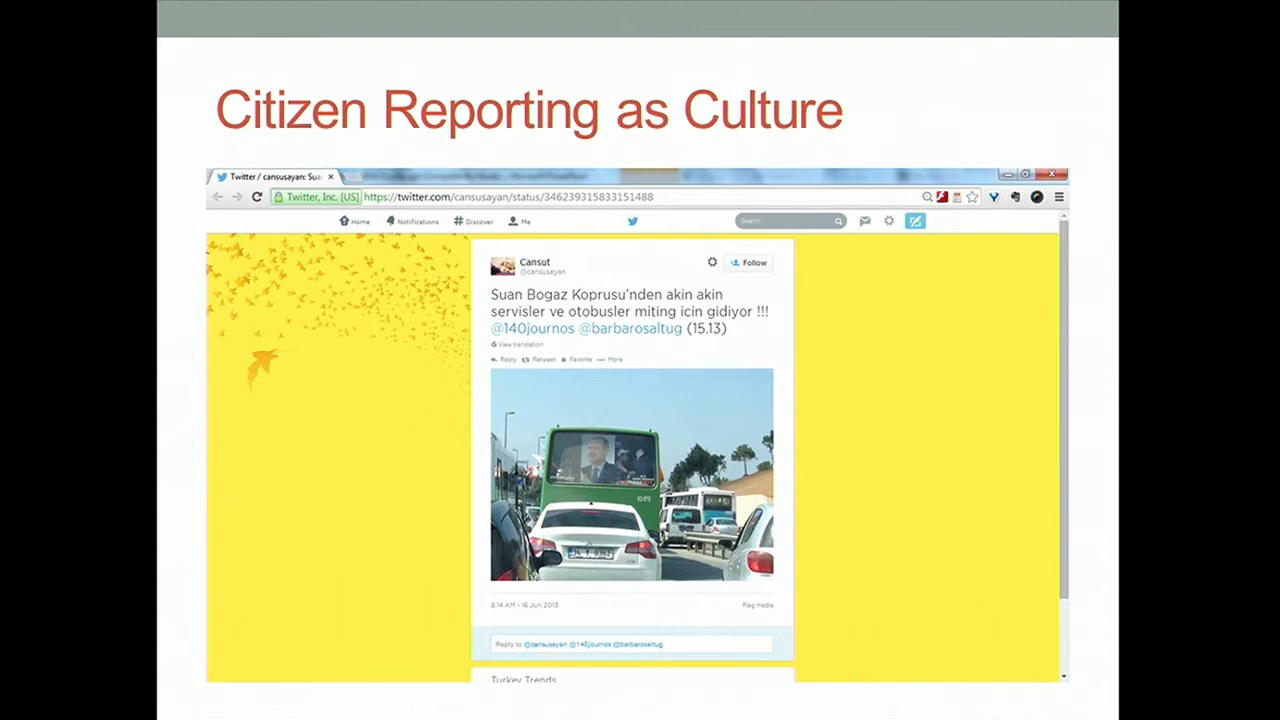 Citizen Reporting as Culture
Twitter / cansusayan: Sua
Twitter, Inc. [US] https://twitter.com/cansusayan/status/346239315833151488
Home Notifications Discover Me Search
Cansut
@cansusayan
Follow
Suan Bogaz Koprusu'nden akin akin
servisler ve otobusler miting icin gidiyor !!!
@140journos @barbarosaltug (15.13)
View translation
Reply Retweet Favorite More
8:14 AM - 16 Jun 2013
Flag media
Reply to @cansusayan @140journos @barbarosaltug
Turkey Trends